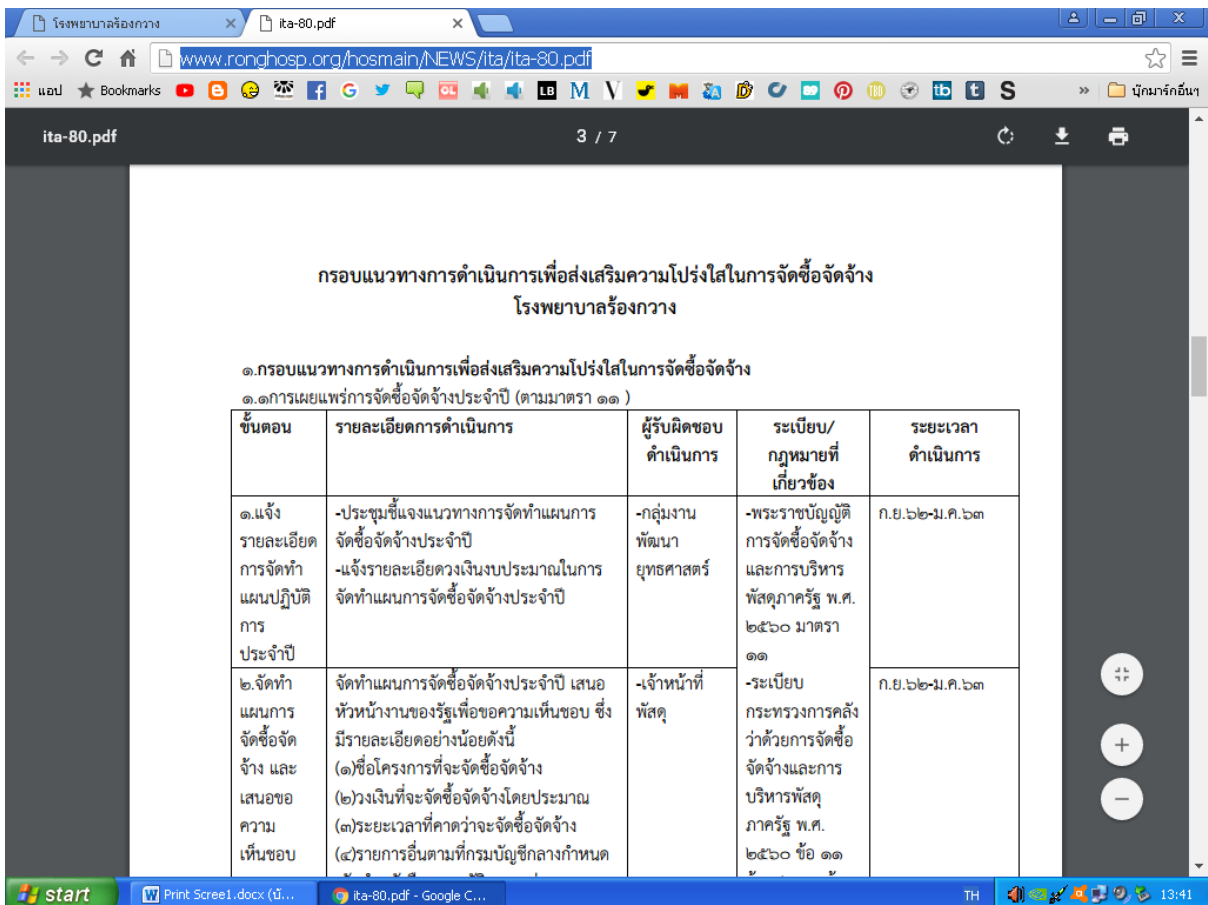 โรงพยาบาลร้องกวาง
ita-80.pdf
www.ronghosp.org/hosmain/NEWS/ita/ita-80.pdf
แอป
Bookmarks
บุ๊กมาร์กอื่นๆ
ita-80.pdf
3 / 7
กรอบแนวทางการดำเนินการเพื่อส่งเสริมความโปร่งใสในการจัดซื้อจัดจ้าง
โรงพยาบาลร้องกวาง
๑.กรอบแนวทางการดำเนินการเพื่อส่งเสริมความโปร่งใสในการจัดซื้อจัดจ้าง
๑.๑การเผยแพร่การจัดซื้อจัดจ้างประจำปี (ตามมาตรา ๑๑ )
ขั้นตอน
รายละเอียดการดำเนินการ
ผู้รับผิดชอบ
ดำเนินการ
ระเบียบ/
กฎหมายที่
เกี่ยวข้อง
ระยะเวลา
ดำเนินการ
๑.แจ้ง
รายละเอียด
การจัดทำ
แผนปฏิบัติ
การ
ประจำปี
-ประชุมชี้แจงแนวทางการจัดทำแผนการ
จัดซื้อจัดจ้างประจำปี
-แจ้งรายละเอียดวงเงินงบประมาณในการ
จัดทำแผนการจัดซื้อจัดจ้างประจำปี
-กลุ่มงาน
พัฒนา
ยุทธศาสตร์
-พระราชบัญญัติ
การจัดซื้อจัดจ้าง
และการบริหาร
พัสดุภาครัฐ พ.ศ.
๒๕๖๐ มาตรา
๑๑
ก.ย.๖๒-ม.ค.๖๓
๒.จัดทำ
แผนการ
จัดซื้อจัด
จ้าง และ
เสนอขอ
ความ
เห็นชอบ
จัดทำแผนการจัดซื้อจัดจ้างประจำปี เสนอ
หัวหน้างานของรัฐเพื่อขอความเห็นชอบ ซึ่ง
มีรายละเอียดอย่างน้อยดังนี้
(๑)ชื่อโครงการที่จะจัดซื้อจัดจ้าง
(๒)วงเงินที่จะจัดซื้อจัดจ้างโดยประมาณ
(๓)ระยะเวลาที่คาดว่าจะจัดซื้อจัดจ้าง
(๔)รายการอื่นตามที่กรมบัญชีกลางกำหนด
-เจ้าหน้าที่
พัสดุ
-ระเบียบ
กระทรวงการคลัง
ว่าด้วยการจัดซื้อ
จัดจ้างและการ
บริหารพัสดุ
ภาครัฐ พ.ศ.
๒๕๖๐ ข้อ ๑๑
ก.ย.๖๒-ม.ค.๖๓
start
Print Scree1.docx (นั...
ita-80.pdf - Google C...
TH
13:41